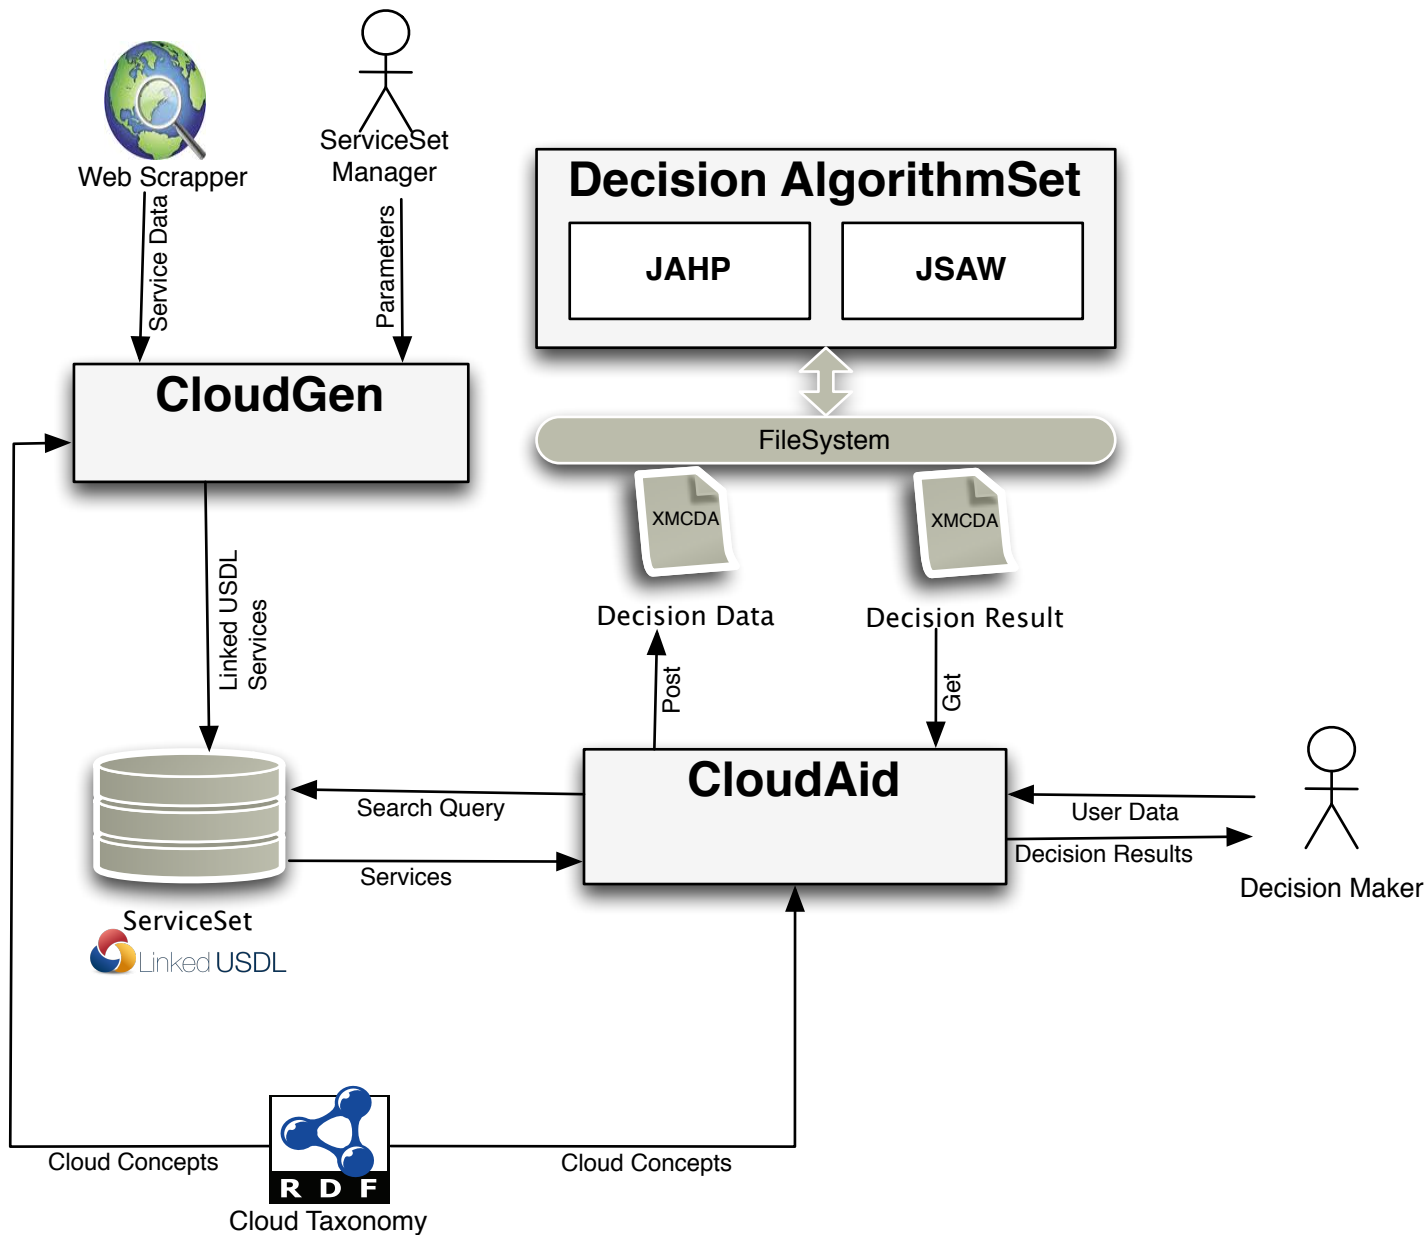 Web Scrapper
ServiceSet
Manager
Service Data
Parameters
Decision AlgorithmSet
JAHP
JSAW
CloudGen
FileSystem
XMCDA
XMCDA
Decision Data
Decision Result
Linked USDL
Services
Post
Get
CloudAid
Search Query
Services
User Data
Decision Results
Decision Maker
ServiceSet
Linked USDL
Cloud Concepts
Cloud Concepts
RDF
Cloud Taxonomy